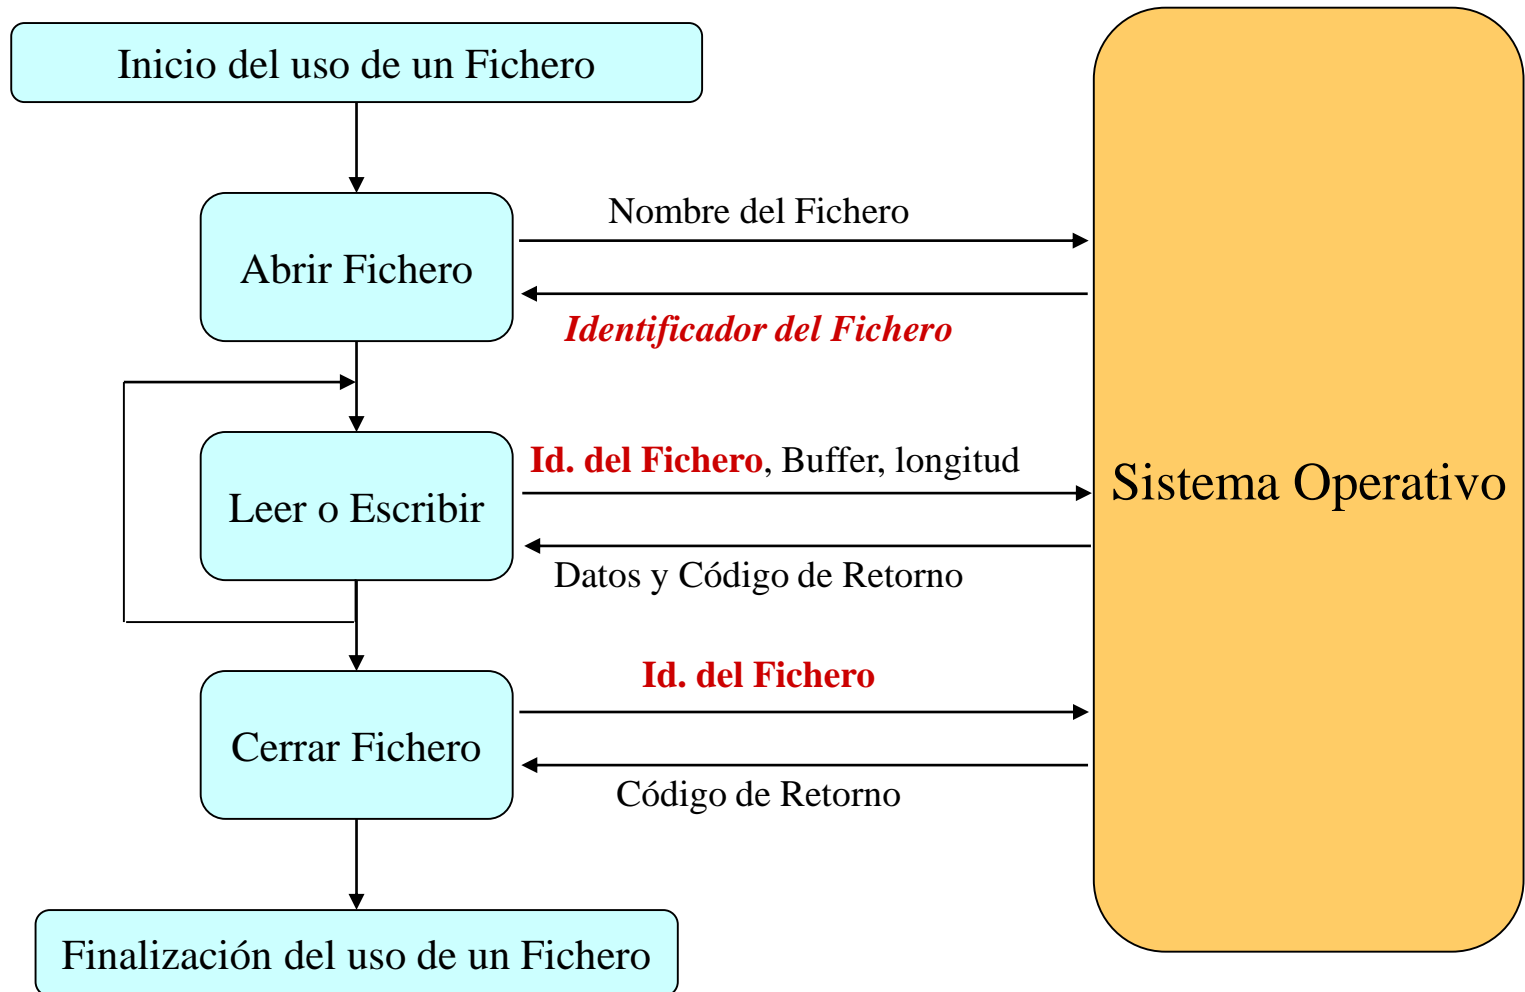 Inicio del uso de un Fichero
Nombre del Fichero
Abrir Fichero
Identificador del Fichero
Id. del Fichero, Buffer, longitud
Leer o Escribir
Sistema Operativo
Datos y Código de Retorno
Id. del Fichero
Cerrar Fichero
Código de Retorno
Finalización del uso de un Fichero